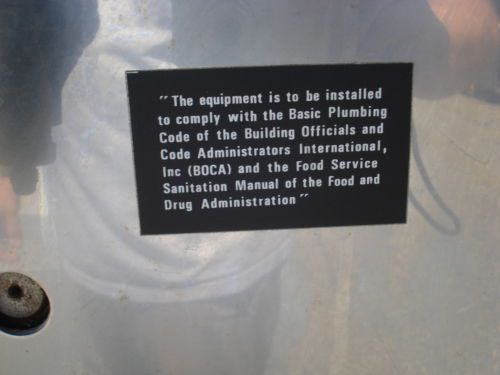 "The equipment is to be installed
to comply with the Basic Plumbing
Code of the Building Officials and
Code Administrators International,
Inc (BOCA) and the Food Service
Sanitation Manual of the Food and
Drug Administration"